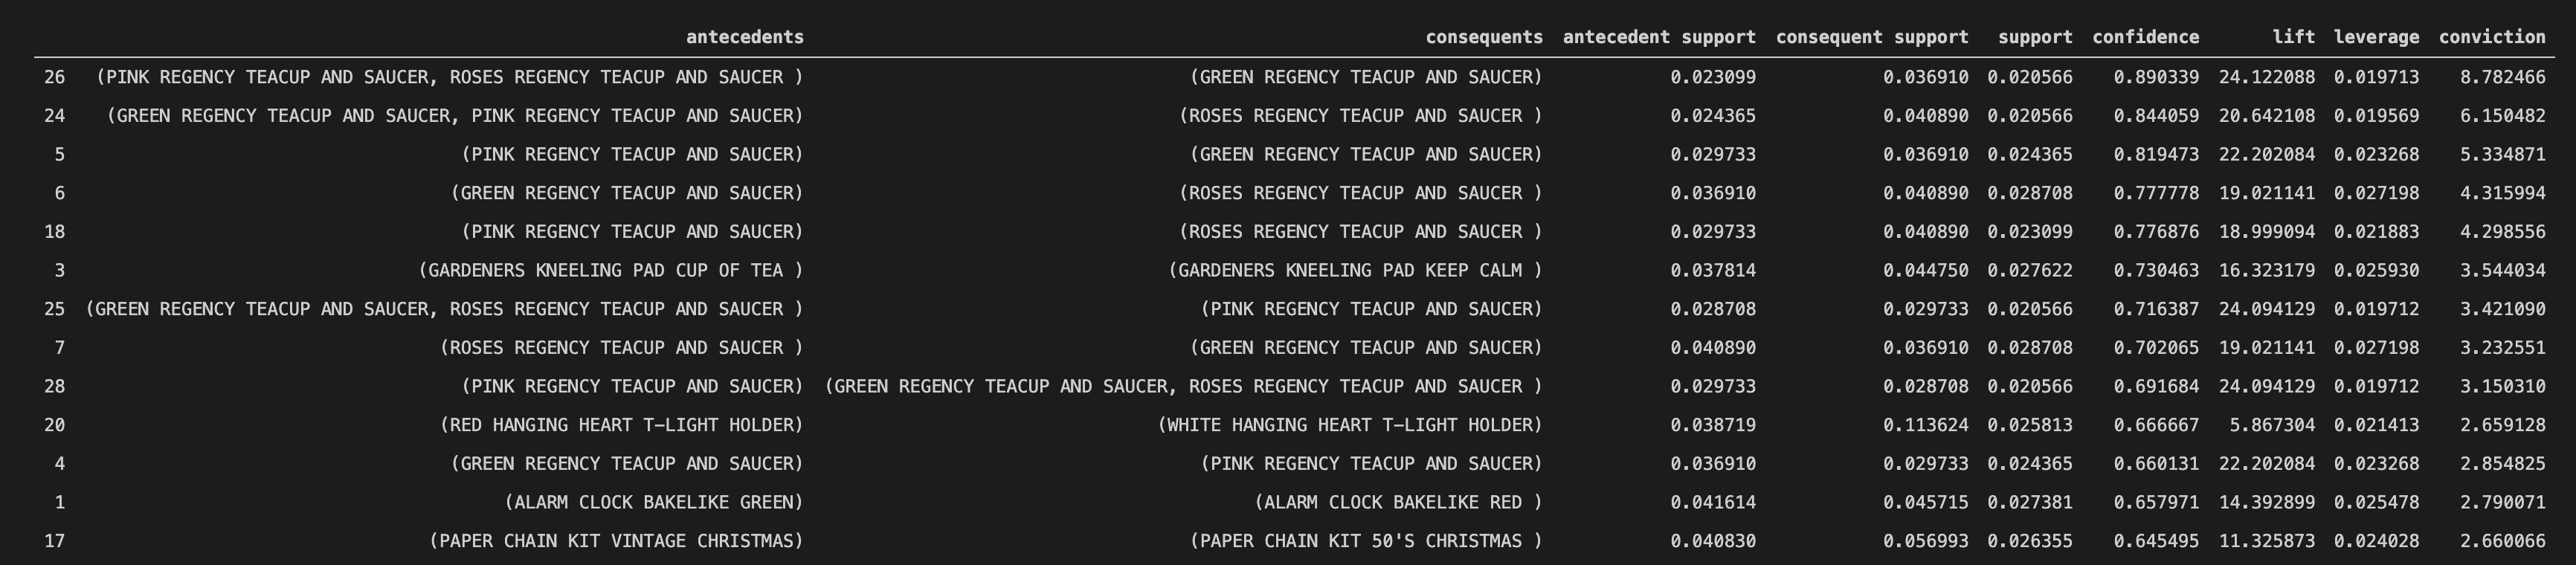 antecedents consequents antecedent support consequent support support confidence lift leverage conviction
26 (PINK REGENCY TEACUP AND SAUCER, ROSES REGENCY TEACUP AND SAUCER ) (GREEN REGENCY TEACUP AND SAUCER) 0.023099 0.036910 0.020566 0.890339 24.122088 0.019713 8.782466
24 (GREEN REGENCY TEACUP AND SAUCER, PINK REGENCY TEACUP AND SAUCER) (ROSES REGENCY TEACUP AND SAUCER ) 0.024365 0.040890 0.020566 0.844059 20.642108 0.019569 6.150482
5 (PINK REGENCY TEACUP AND SAUCER) (GREEN REGENCY TEACUP AND SAUCER) 0.029733 0.036910 0.024365 0.819473 22.202084 0.023268 5.334871
6 (GREEN REGENCY TEACUP AND SAUCER) (ROSES REGENCY TEACUP AND SAUCER ) 0.036910 0.040890 0.028708 0.777778 19.021141 0.027198 4.315994
18 (PINK REGENCY TEACUP AND SAUCER) (ROSES REGENCY TEACUP AND SAUCER ) 0.029733 0.040890 0.023099 0.776876 18.999094 0.021883 4.298556
3 (GARDENERS KNEELING PAD CUP OF TEA ) (GARDENERS KNEELING PAD KEEP CALM ) 0.037814 0.044750 0.027622 0.730463 16.323179 0.025930 3.544034
25 (GREEN REGENCY TEACUP AND SAUCER, ROSES REGENCY TEACUP AND SAUCER ) (PINK REGENCY TEACUP AND SAUCER) 0.028708 0.029733 0.020566 0.716387 24.094129 0.019712 3.421090
7 (ROSES REGENCY TEACUP AND SAUCER ) (GREEN REGENCY TEACUP AND SAUCER) 0.040890 0.036910 0.028708 0.702065 19.021141 0.027198 3.232551
28 (PINK REGENCY TEACUP AND SAUCER) (GREEN REGENCY TEACUP AND SAUCER, ROSES REGENCY TEACUP AND SAUCER ) 0.029733 0.028708 0.020566 0.691684 24.094129 0.019712 3.150310
20 (RED HANGING HEART T-LIGHT HOLDER) (WHITE HANGING HEART T-LIGHT HOLDER) 0.038719 0.113624 0.025813 0.666667 5.867304 0.021413 2.659128
4 (GREEN REGENCY TEACUP AND SAUCER) (PINK REGENCY TEACUP AND SAUCER) 0.036910 0.029733 0.024365 0.660131 22.202084 0.023268 2.854825
1 (ALARM CLOCK BAKELIKE GREEN) (ALARM CLOCK BAKELIKE RED ) 0.041614 0.045715 0.027381 0.657971 14.392899 0.025478 2.790071
17 (PAPER CHAIN KIT VINTAGE CHRISTMAS) (PAPER CHAIN KIT 50'S CHRISTMAS ) 0.040830 0.056993 0.026355 0.645495 11.325873 0.024028 2.660066